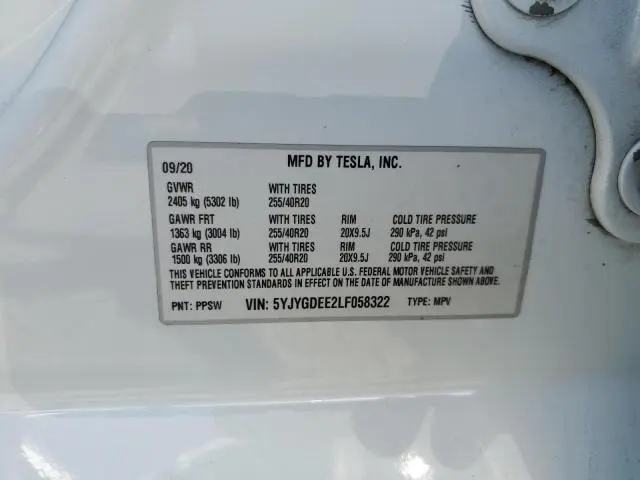 09/20 MFD BY TESLA, INC.
GVWR WITH TIRES
2405 kg (5302 lb) 255/40R20
GAWR FRT WITH TIRES RIM COLD TIRE PRESSURE
1363 kg (3004 lb) 255/40R20 20X9.5J 290 kPa, 42 psi
GAWR RR WITH TIRES RIM COLD TIRE PRESSURE
1500 kg (3306 lb) 255/40R20 20X9.5J 290 kPa, 42 psi
THIS VEHICLE CONFORMS TO ALL APPLICABLE U.S. FEDERAL MOTOR VEHICLE SAFETY AND
THEFT PREVENTION STANDARDS IN EFFECT ON THE DATE OF MANUFACTURE SHOWN ABOVE.
PNT: PPSW VIN: 5YJYGDEE2LF058322 TYPE: MPV